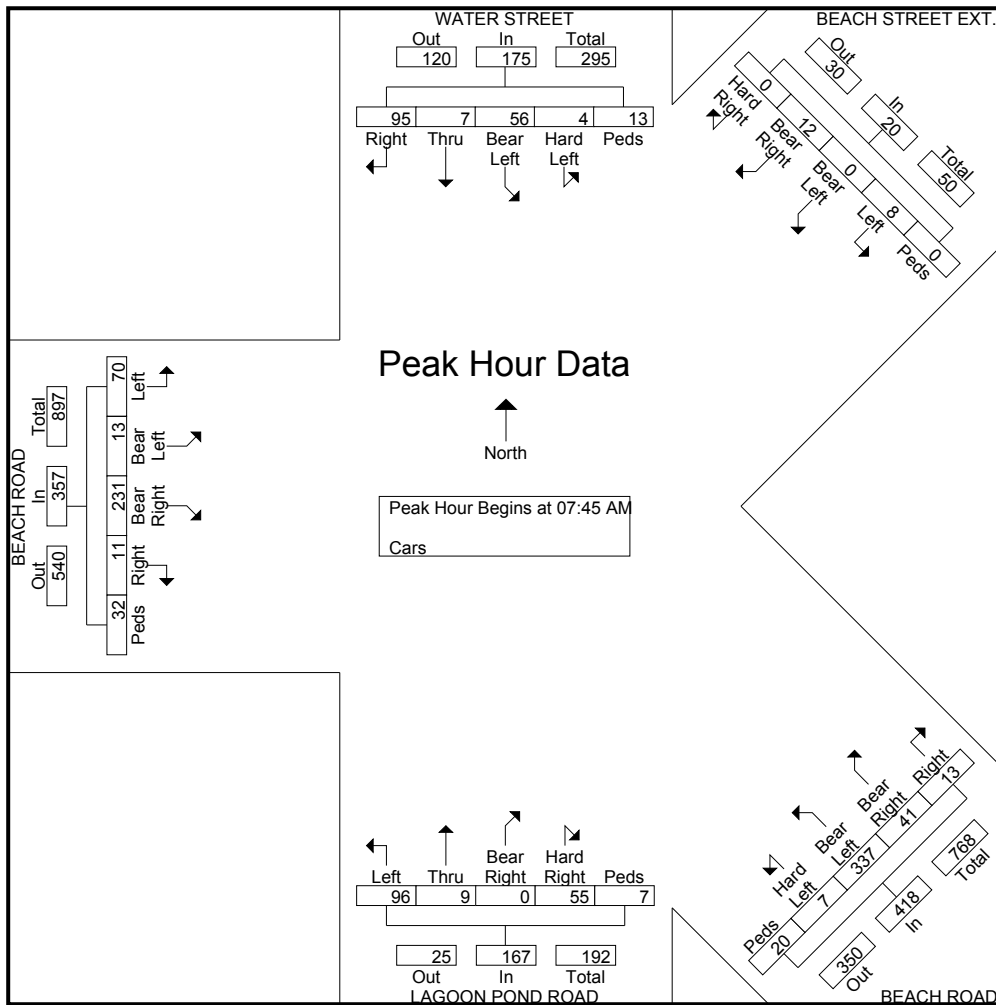 WATER STREET
Out In Total
120 175 295
95 7 56 4 13
Right Thru Bear Left Hard Left Peds
BEACH STREET EXT.
Out In Total
30 20 50
0 12 0 8 0
Hard Right Bear Right Bear Left Left Peds
Peak Hour Data
North
Peak Hour Begins at 07:45 AM
Cars
BEACH ROAD
Out In Total
540 357 897
32 11 231 13 70
Peds Right Bear Right Bear Left Left
Left Thru Bear Right Hard Right Peds
96 9 0 55 7
25 167 192
Out In Total
LAGOON POND ROAD
Peds Hard Left Bear Left Bear Right Right
20 7 337 41 13
350 418 768
Out In Total
BEACH ROAD